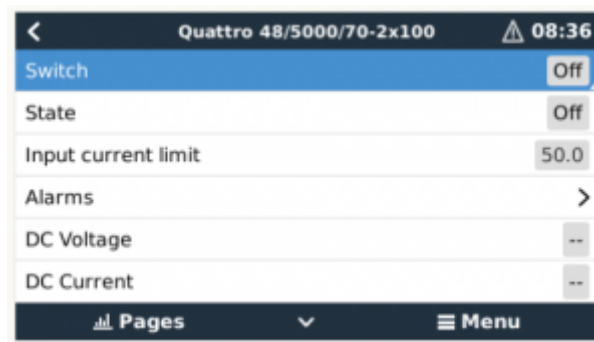 Quattro 48/5000/70-2x100 08:36
Switch Off
State Off
Input current limit 50.0
Alarms
DC Voltage --
DC Current --
Pages Menu